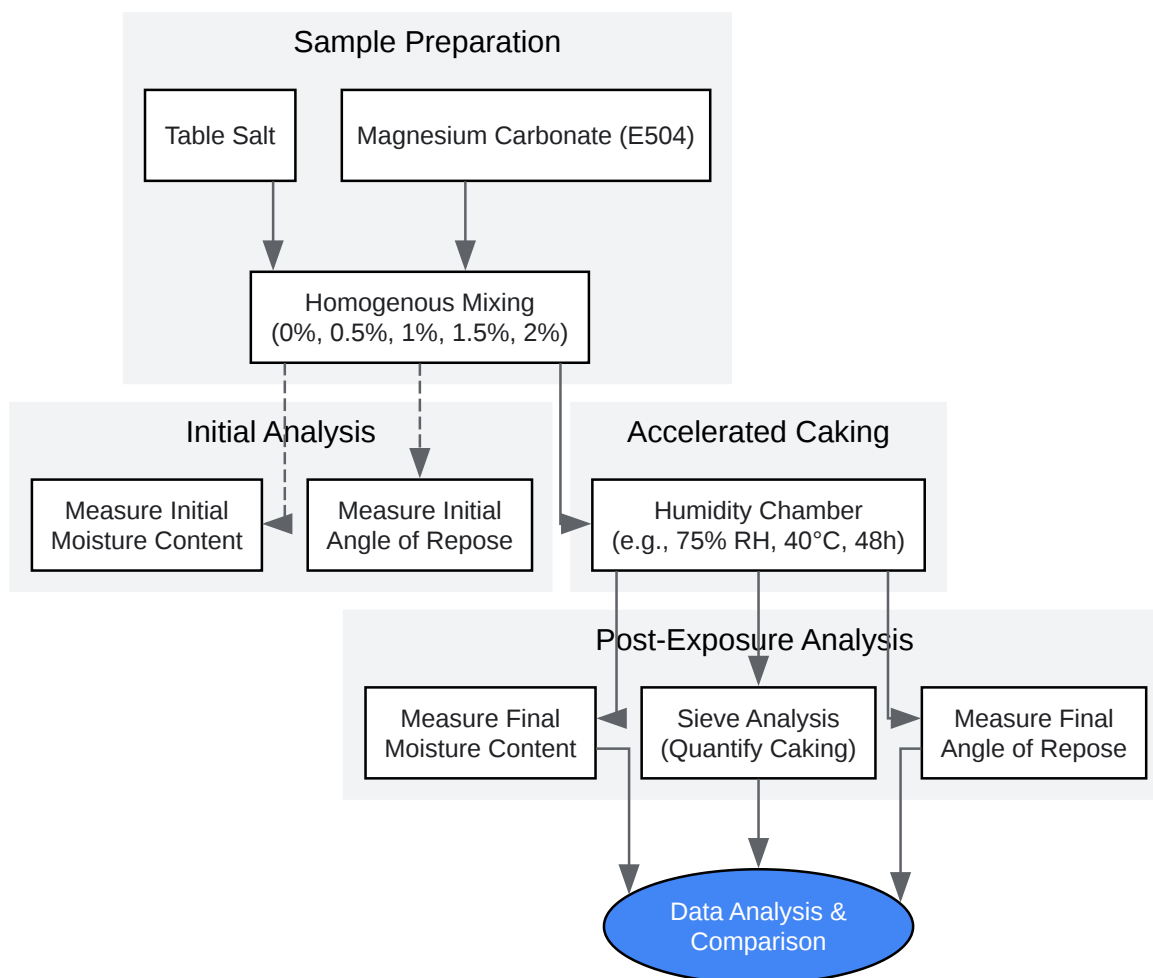 Sample Preparation
Table Salt
Magnesium Carbonate (E504)
Homogenous Mixing
(0%, 0.5%, 1%, 1.5%, 2%)
Initial Analysis
Measure Initial
Moisture Content
Measure Initial
Angle of Repose
Accelerated Caking
Humidity Chamber
(e.g., 75% RH, 40°C, 48h)
Post-Exposure Analysis
Measure Final
Moisture Content
Sieve Analysis
(Quantify Caking)
Measure Final
Angle of Repose
Data Analysis &
Comparison